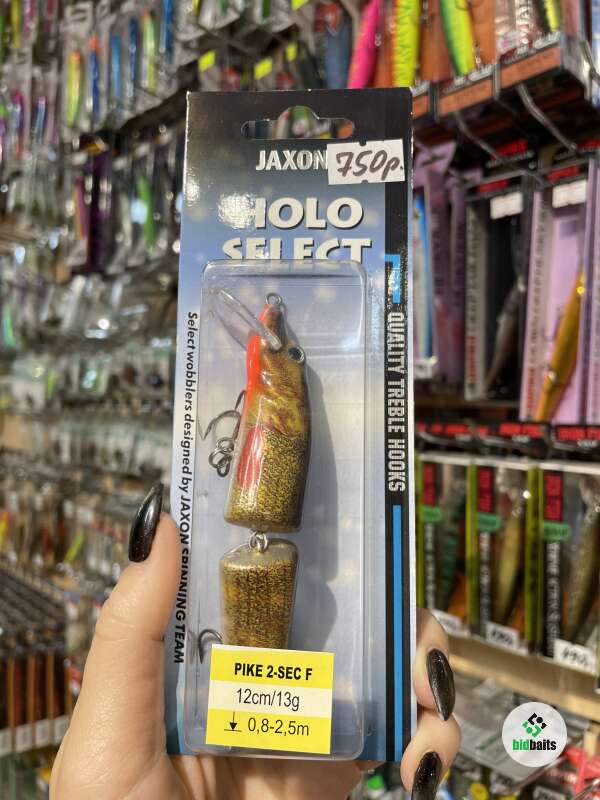 JAXON
750р.
HOLO
SELECT
QUALITY TREBLE HOOKS
Select wobblers designed by JAXON SPINNING TEAM
PIKE 2-SEC F
12cm/13g
0,8-2,5m
bidbaits